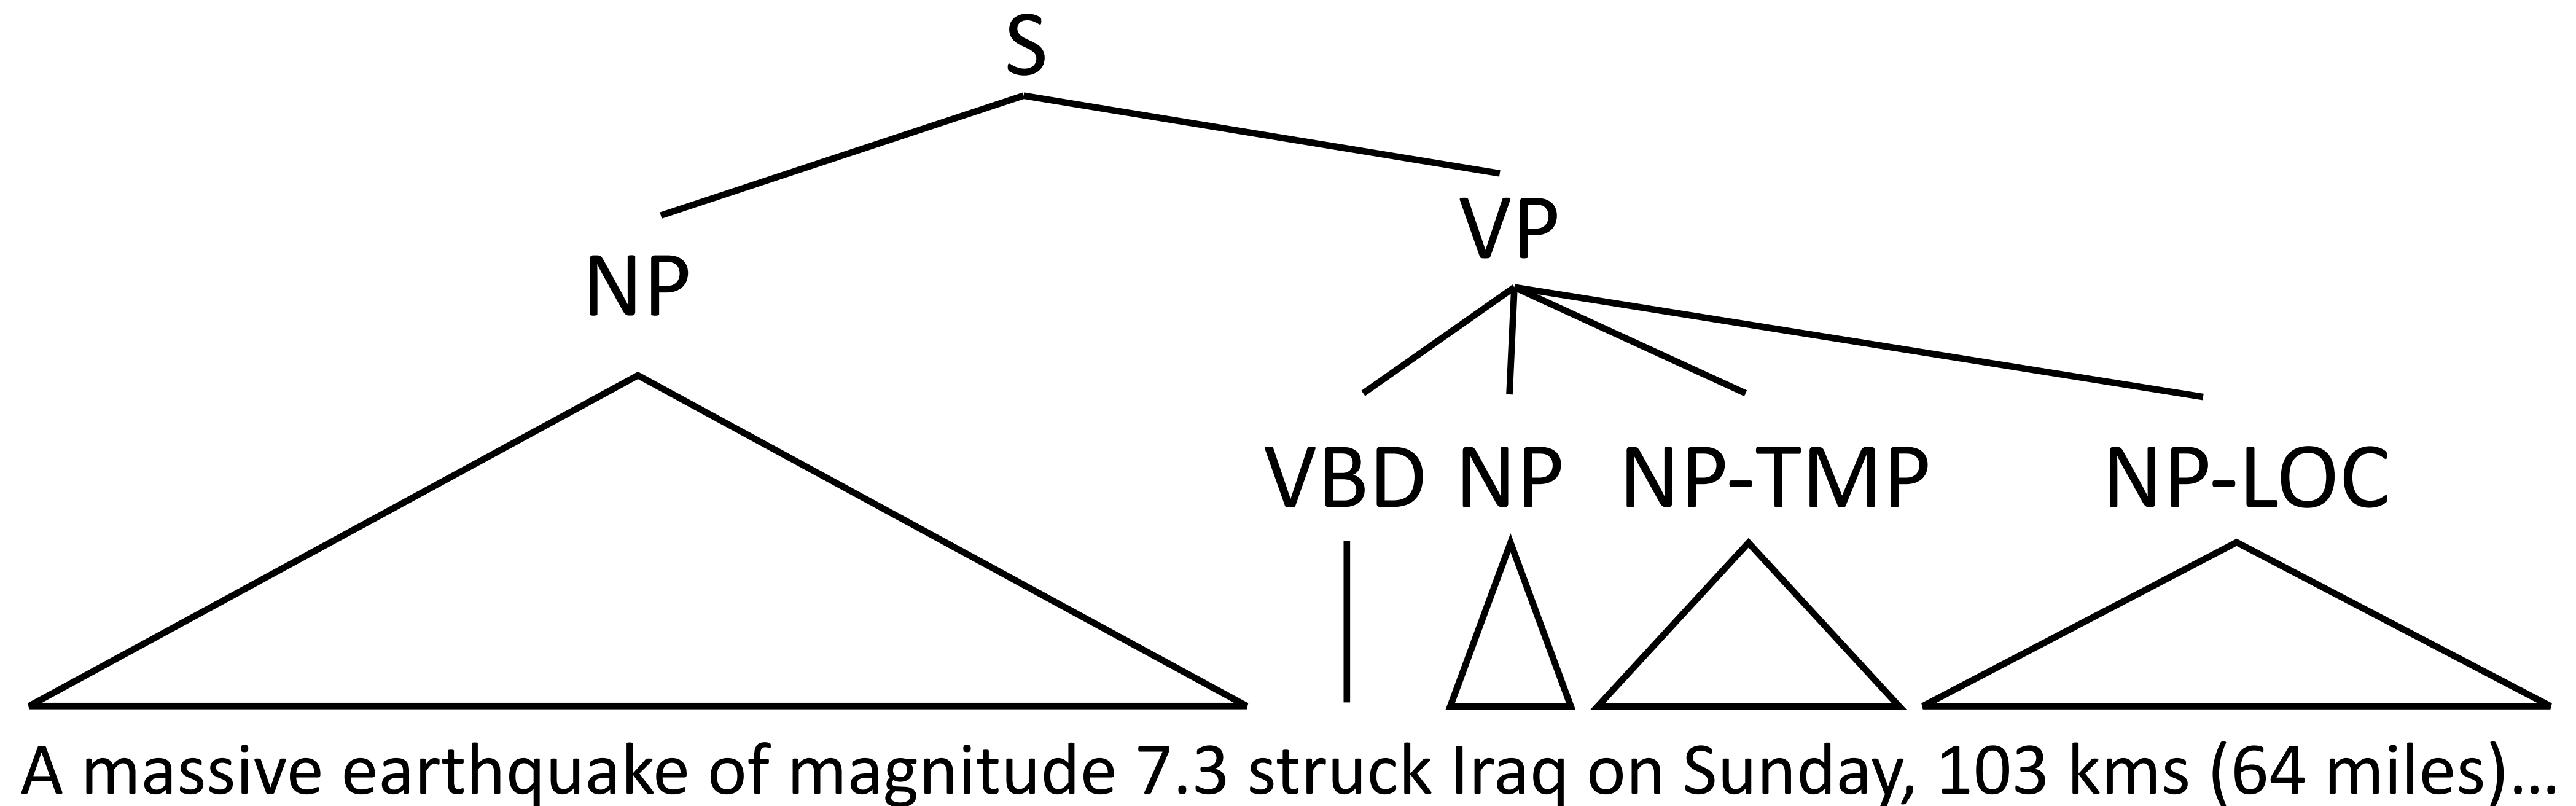 S
VP
NP
VBD NP NP-TMP NP-LOC
A massive earthquake of magnitude 7.3 struck Iraq on Sunday, 103 kms (64 miles)...